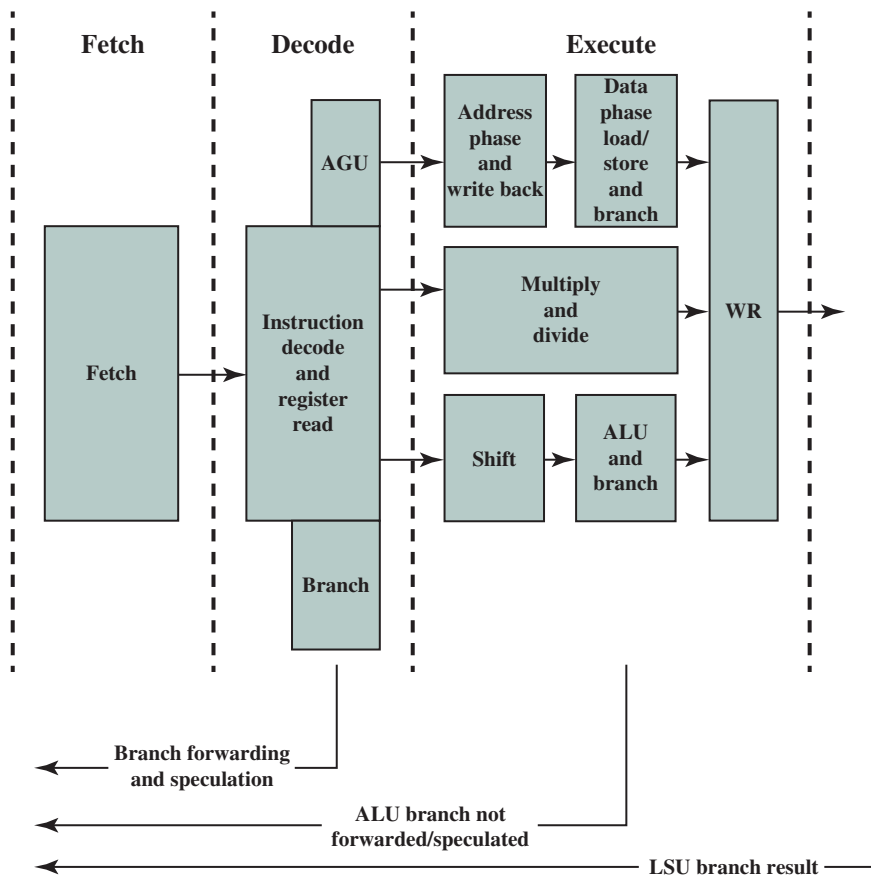 Fetch
Decode
Execute
AGU
Address
phase
and
write back
Data
phase
load/
store
and
branch
Fetch
Instruction
decode
and
register
read
Multiply
and
divide
WR
Shift
ALU
and
branch
Branch
Branch forwarding
and speculation
ALU branch not
forwarded/speculated
LSU branch result